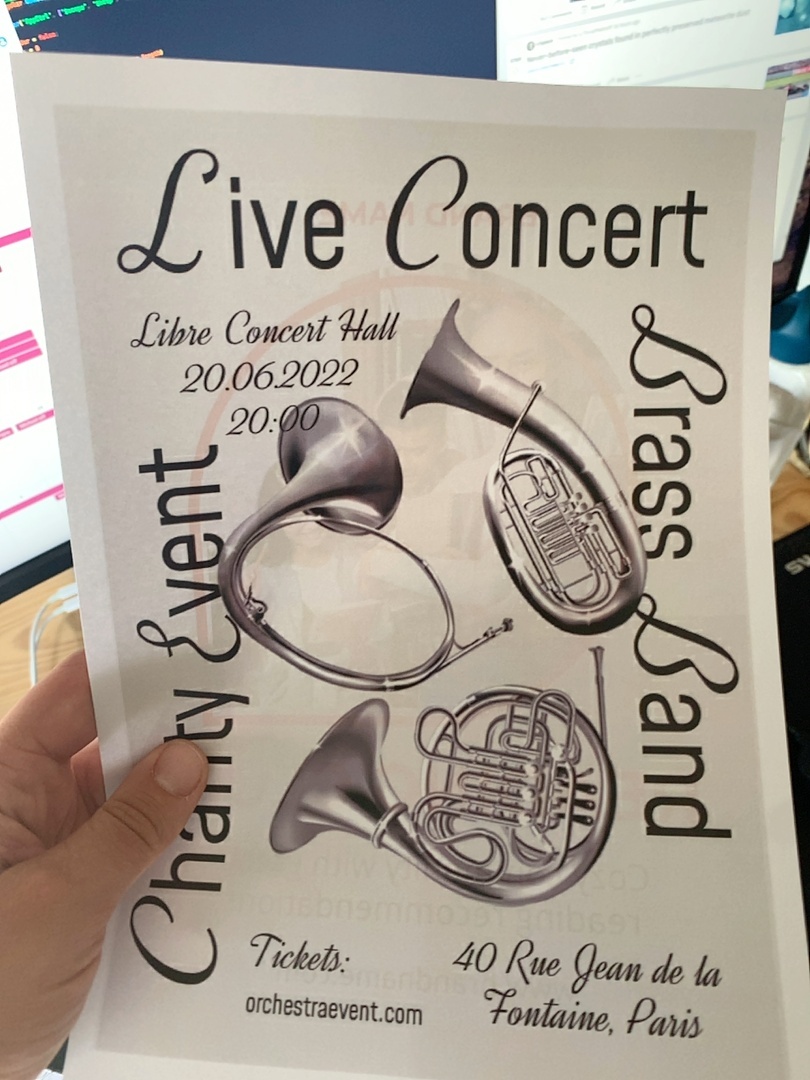 Live Concert
Libre Concert Hall
20.06.2022
20:00
Brass Band
Charity Event
Tickets:
orchestraevent.com
40 Rue Jean de la
Fontaine, Paris